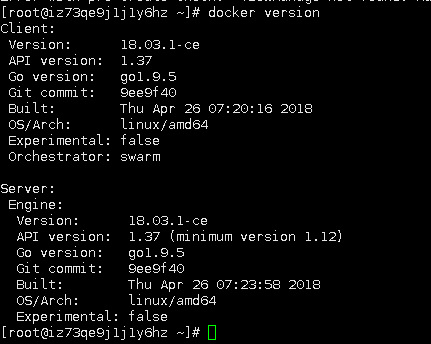 [root@iz73qe9j1j1y6hz ~]# docker version
Client:
 Version:      18.03.1-ce
 API version:  1.37
 Go version:   go1.9.5
 Git commit:   9ee9f40
 Built:        Thu Apr 26 07:20:16 2018
 OS/Arch:      linux/amd64
 Experimental: false
 Orchestrator: swarm

Server:
 Engine:
  Version:      18.03.1-ce
  API version:  1.37 (minimum version 1.12)
  Go version:   go1.9.5
  Git commit:   9ee9f40
  Built:        Thu Apr 26 07:23:58 2018
  OS/Arch:      linux/amd64
  Experimental: false
[root@iz73qe9j1j1y6hz ~]#